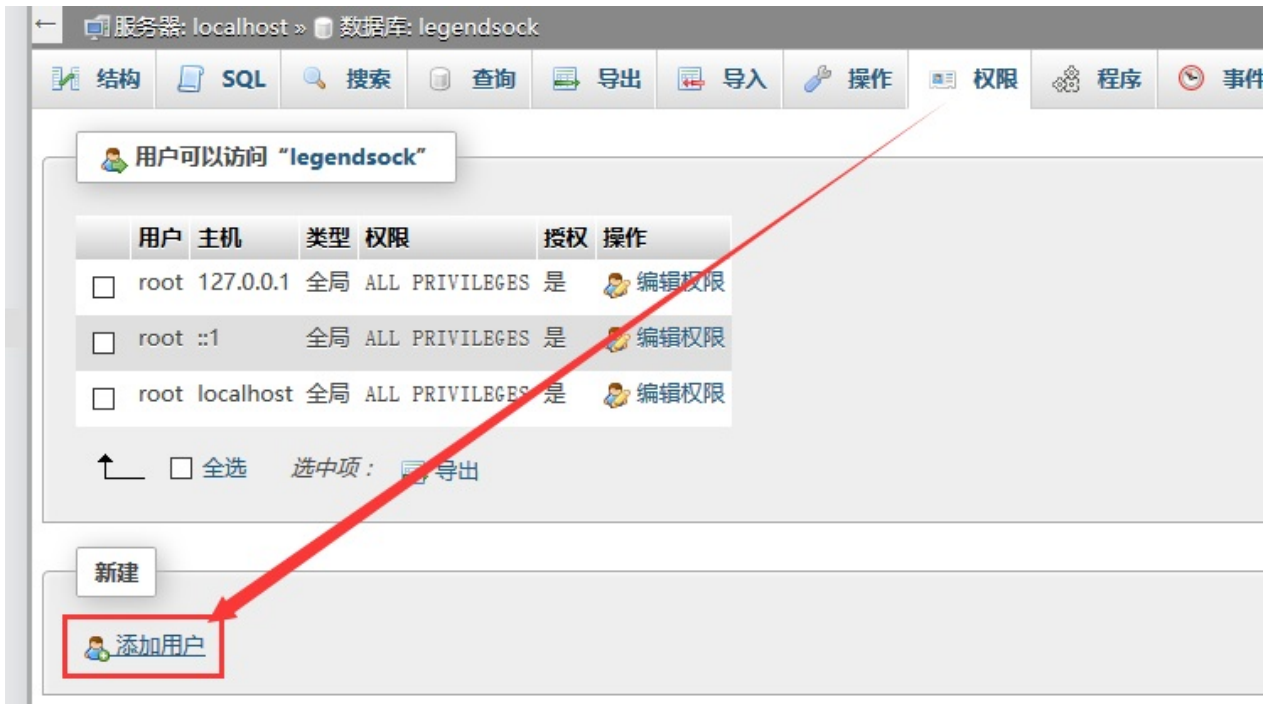 ← 服务器: localhost » 数据库: legendsock
结构 SQL 搜索 查询 导出 导入 操作 权限 程序 事件
用户可以访问 “legendsock”
用户 主机 类型 权限 授权 操作
root 127.0.0.1 全局 ALL PRIVILEGES 是 编辑权限
root ::1 全局 ALL PRIVILEGES 是 编辑权限
root localhost 全局 ALL PRIVILEGES 是 编辑权限
全选 选中项： 导出
新建
添加用户